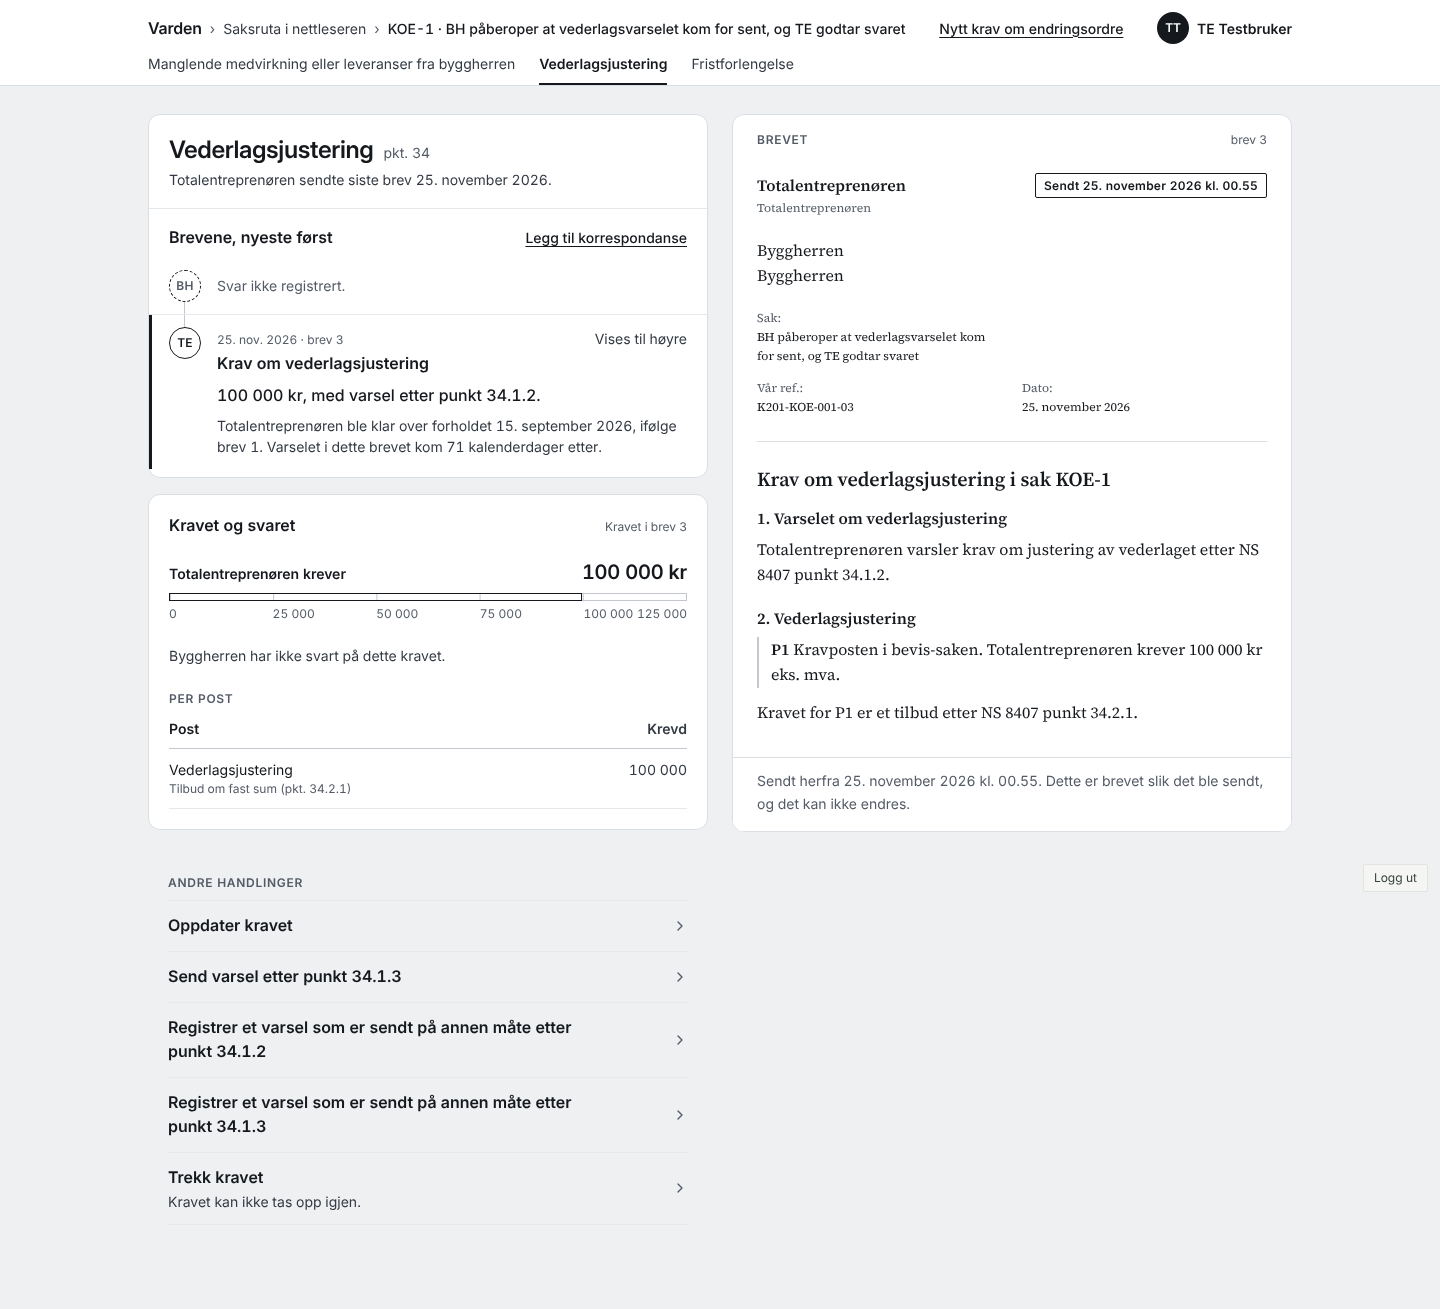 Varden › Saksruta i nettleseren › KOE-1 · BH påberoper at vederlagsvarselet kom for sent, og TE godtar svaret
Nytt krav om endringsordre
TT TE Testbruker
Manglende medvirkning eller leveranser fra byggherren
Vederlagsjustering
Fristforlengelse
Vederlagsjustering pkt. 34
Totalentreprenøren sendte siste brev 25. november 2026.
Brevene, nyeste først
Legg til korrespondanse
BH Svar ikke registrert.
TE 25. nov. 2026 · brev 3
Vises til høyre
Krav om vederlagsjustering
100 000 kr, med varsel etter punkt 34.1.2.
Totalentreprenøren ble klar over forholdet 15. september 2026, ifølge
brev 1. Varselet i dette brevet kom 71 kalenderdager etter.
Kravet og svaret
Kravet i brev 3
Totalentreprenøren krever
100 000 kr
0 25 000 50 000 75 000 100 000 125 000
Byggherren har ikke svart på dette kravet.
PER POST
Post Krevd
Vederlagsjustering 100 000
Tilbud om fast sum (pkt. 34.2.1)
ANDRE HANDLINGER
Oppdater kravet
Send varsel etter punkt 34.1.3
Registrer et varsel som er sendt på annen måte etter
punkt 34.1.2
Registrer et varsel som er sendt på annen måte etter
punkt 34.1.3
Trekk kravet
Kravet kan ikke tas opp igjen.
BREVET
brev 3
Totalentreprenøren
Sendt 25. november 2026 kl. 00.55
Totalentreprenøren
Byggherren
Byggherren
Sak:
BH påberoper at vederlagsvarselet kom
for sent, og TE godtar svaret
Vår ref.: Dato:
K201-KOE-001-03 25. november 2026
Krav om vederlagsjustering i sak KOE-1
1. Varselet om vederlagsjustering
Totalentreprenøren varsler krav om justering av vederlaget etter NS
8407 punkt 34.1.2.
2. Vederlagsjustering
P1 Kravposten i bevis-saken. Totalentreprenøren krever 100 000 kr
eks. mva.
Kravet for P1 er et tilbud etter NS 8407 punkt 34.2.1.
Sendt herfra 25. november 2026 kl. 00.55. Dette er brevet slik det ble sendt,
og det kan ikke endres.
Logg ut